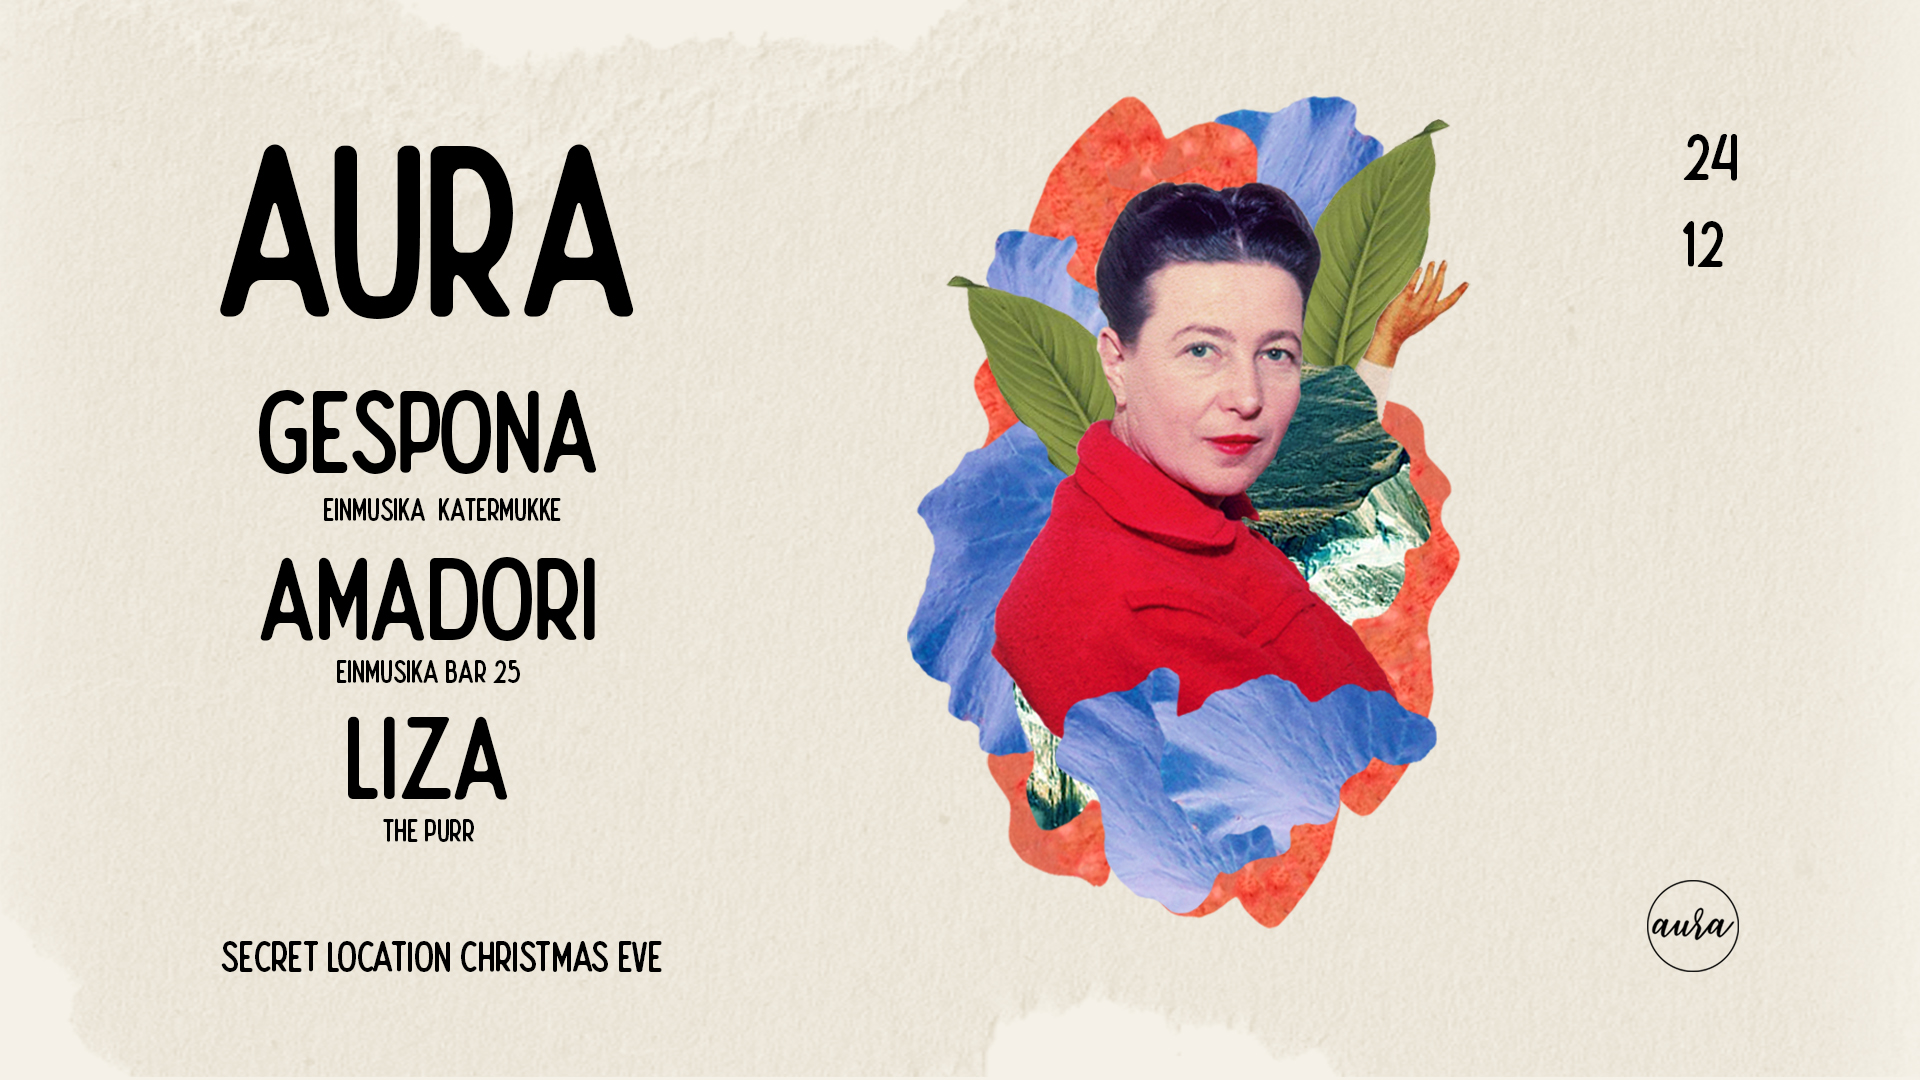 AURA
GESPONA
EINMUSIKA KATERMUKKE
AMADORI
EINMUSIKA BAR 25
LIZA
THE PURR
SECRET LOCATION CHRISTMAS EVE
24
12
aura